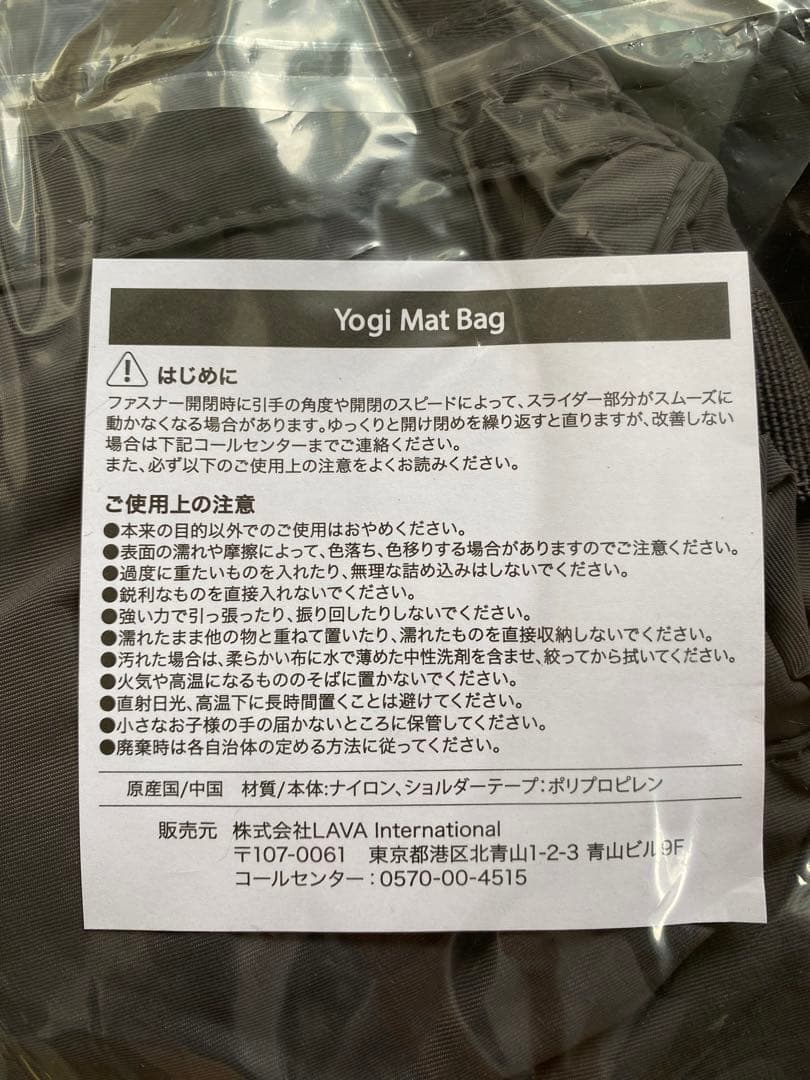 Yogi Mat Bag
はじめに
ファスナー開閉時に引手の角度や開閉のスピードによって、スライダー部分がスムーズに
動かなくなる場合があります。ゆっくりと開け閉めを繰り返すと直りますが、改善しない
場合は下記コールセンターまでご連絡ください。
また、必ず以下のご使用上の注意をよくお読みください。
ご使用上の注意
●本来の目的以外でのご使用はおやめください。
●表面の濡れや摩擦によって、色落ち、色移りする場合がありますのでご注意ください。
●過度に重たいものを入れたり、無理な詰め込みはしないでください。
●鋭利なものを直接入れないでください。
●強い力で引っ張ったり、振り回したりしないでください。
●濡れたまま他の物と重ねて置いたり、濡れたものを直接収納しないでください。
●汚れた場合は、柔らかい布に水で薄めた中性洗剤を含ませ、絞ってから拭いてください。
●火気や高温になるもののそばに置かないでください。
●直射日光、高温下に長時間置くことは避けてください。
●小さなお子様の手の届かないところに保管してください。
●廃棄時は各自治体の定める方法に従ってください。
原産国/中国　材質/本体:ナイロン、ショルダーテープ:ポリプロピレン
販売元　株式会社LAVA International
〒107-0061　東京都港区北青山1-2-3 青山ビル9F
コールセンター:0570-00-4515